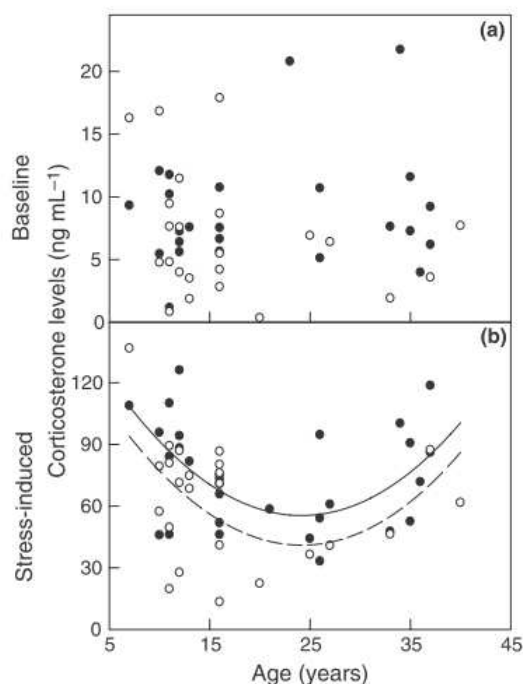 (a)
20
15
10
5
0
Baseline
Corticosterone levels (ng mL⁻¹)
(b)
120
90
60
30
0
Stress-induced
5 15 25 35 45
Age (years)